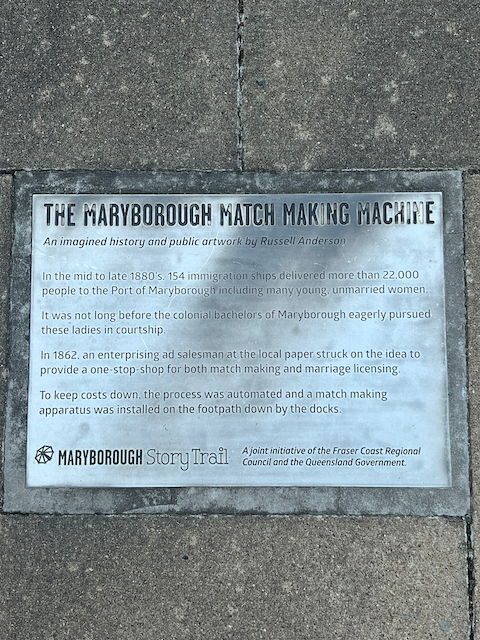 THE MARYBOROUGH MATCH MAKING MACHINE
An imagined history and public artwork by Russell Anderson
In the mid to late 1880's, 154 immigration ships delivered more than 22,000
people to the Port of Maryborough including many young, unmarried women.
It was not long before the colonial bachelors of Maryborough eagerly pursued
these ladies in courtship.
In 1862, an enterprising ad salesman at the local paper struck on the idea to
provide a one-stop-shop for both match making and marriage licensing.
To keep costs down, the process was automated and a match making
apparatus was installed on the footpath down by the docks.
MARYBOROUGH Story Trail
A joint initiative of the Fraser Coast Regional
Council and the Queensland Government.